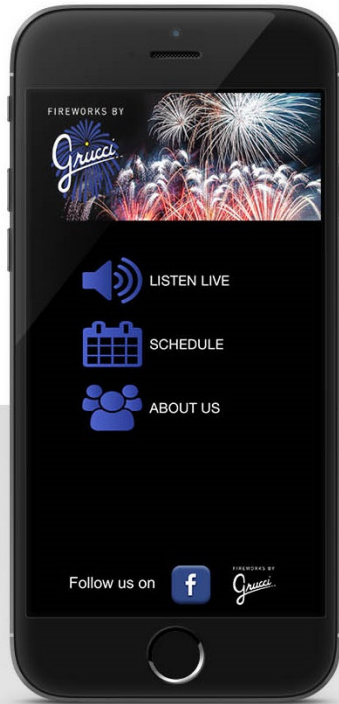 FIREWORKS BY
Grucci
LISTEN LIVE
SCHEDULE
ABOUT US
Follow us on
f
FIREWORKS BY
Grucci